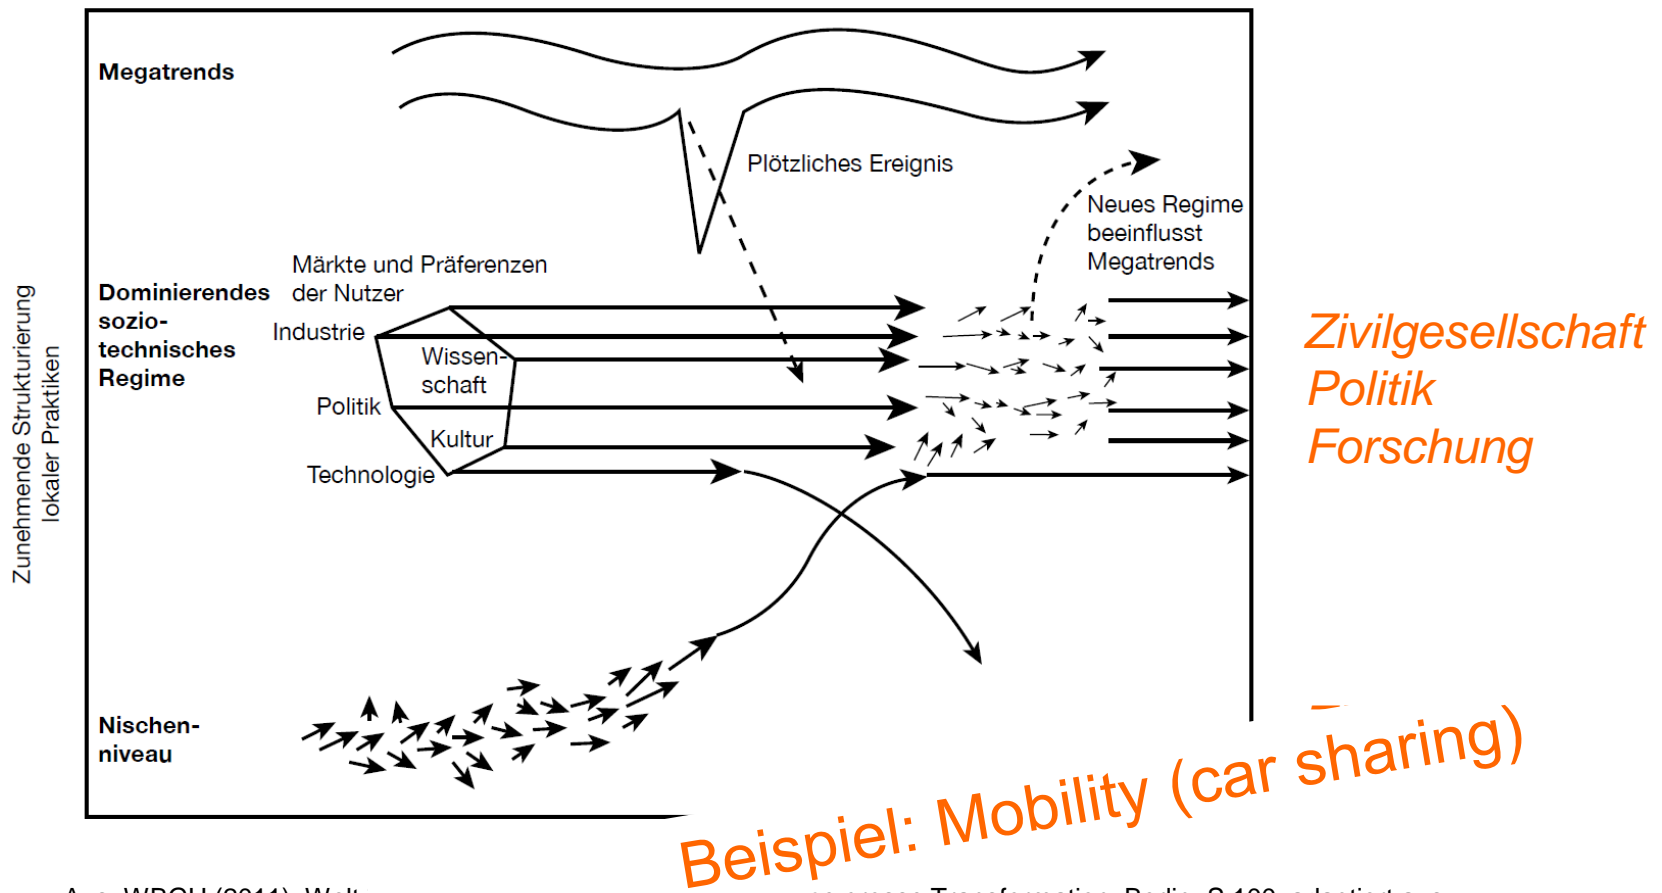 Megatrends
Plötzliches Ereignis
Neues Regime
beeinflusst
Megatrends
Märkte und Präferenzen
der Nutzer
Dominierendes
sozio-
technisches
Regime
Industrie
Wissen-
schaft
Politik
Kultur
Technologie
Zunehmende Strukturierung
lokaler Praktiken
Zivilgesellschaft
Politik
Forschung
Nischen-
niveau
Beispiel: Mobility (car sharing)